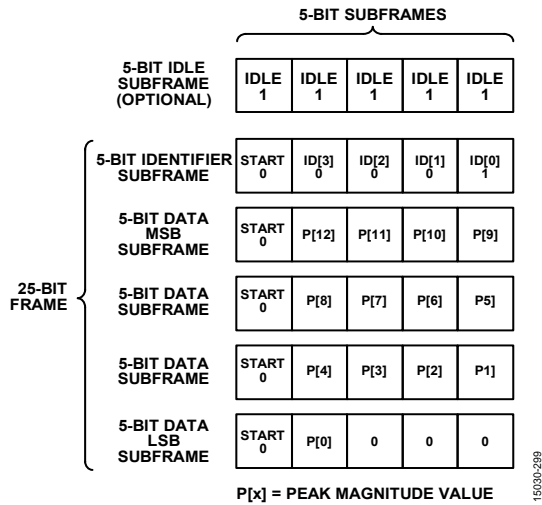 5-BIT SUBFRAMES
5-BIT IDLE
SUBFRAME
(OPTIONAL)
IDLE IDLE IDLE IDLE IDLE
1 1 1 1 1
5-BIT IDENTIFIER
SUBFRAME
START ID[3] ID[2] ID[1] ID[0]
0 0 0 0 1
5-BIT DATA
MSB
SUBFRAME
START
0
P[12] P[11] P[10] P[9]
25-BIT
FRAME
5-BIT DATA
SUBFRAME
START
0
P[8] P[7] P[6] P5]
5-BIT DATA
SUBFRAME
START
0
P[4] P[3] P[2] P1]
5-BIT DATA
LSB
SUBFRAME
START
0
P[0] 0 0 0
P[x] = PEAK MAGNITUDE VALUE
15030-299